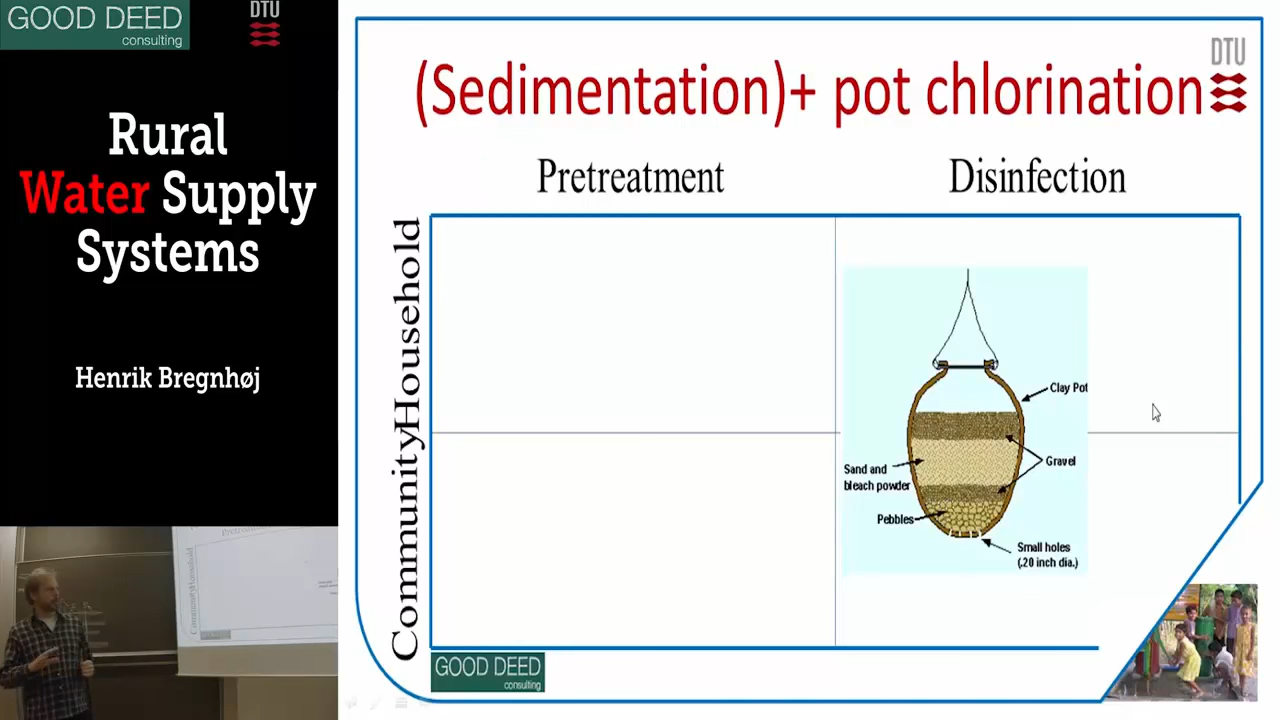 GOOD DEED
consulting
DTU
Rural
Water Supply
Systems
Henrik Bregnhøj
(Sedimentation)+ pot chlorination
DTU
Pretreatment
Disinfection
Household
Community
Clay Pot
Gravel
Sand and
bleach powder
Pebbles
Small holes
(.20 inch dia.)
GOOD DEED
consulting